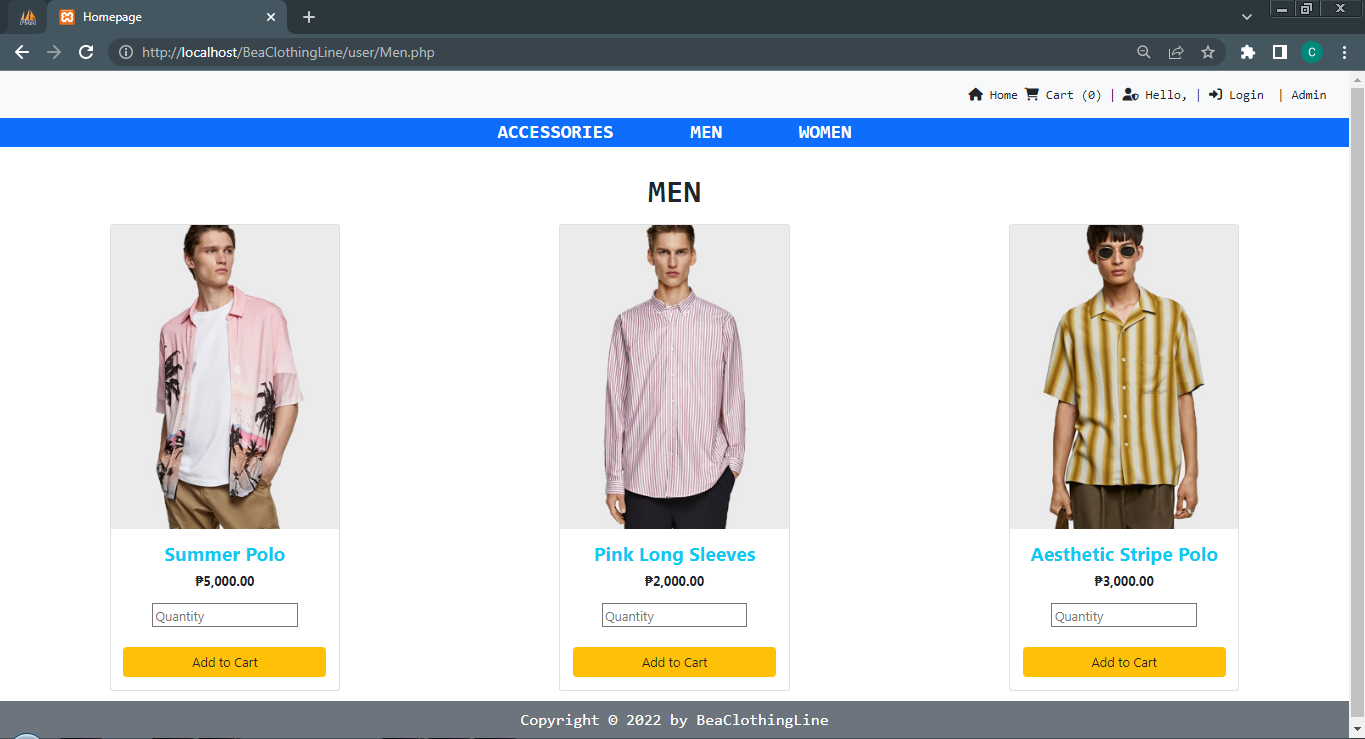 Homepage
http://localhost/BeaClothingLine/user/Men.php
C
Home Cart (0) | Hello, | Login | Admin
ACCESSORIES MEN WOMEN
MEN
Summer Polo
₱5,000.00
Quantity
Add to Cart
Pink Long Sleeves
₱2,000.00
Quantity
Add to Cart
Aesthetic Stripe Polo
₱3,000.00
Quantity
Add to Cart
Copyright © 2022 by BeaClothingLine